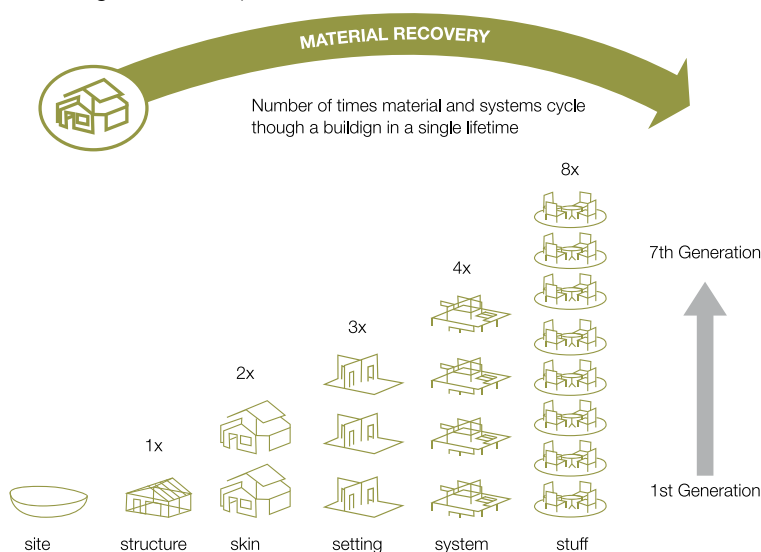 MATERIAL RECOVERY
Number of times material and systems cycle
though a buildign in a single lifetime
8x
7th Generation
4x
3x
2x
1x
1st Generation
site structure skin setting system stuff